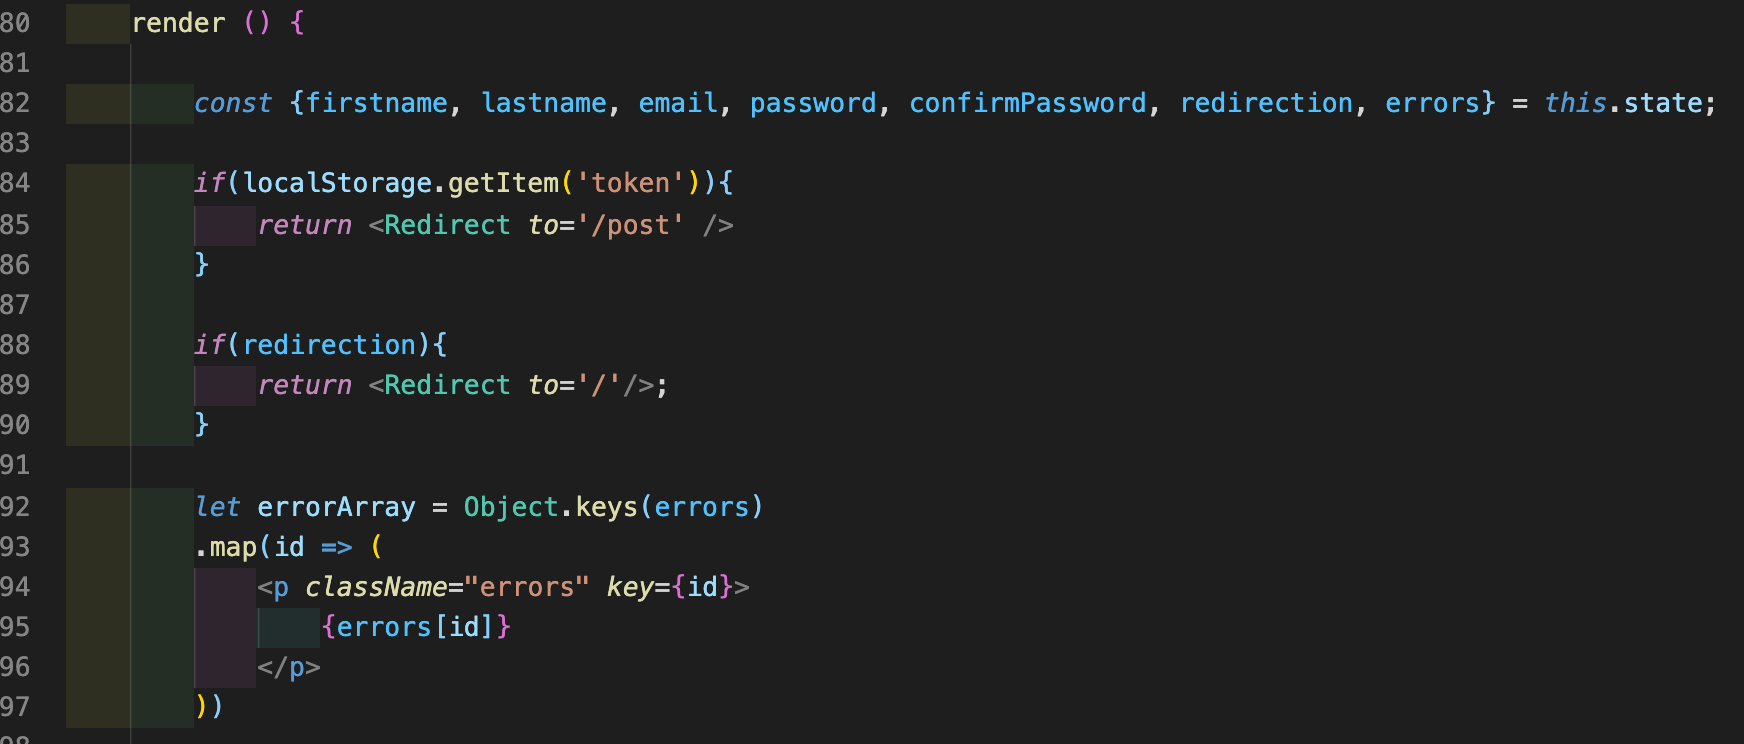 80 render () {
81
82 const {firstname, lastname, email, password, confirmPassword, redirection, errors} = this.state;
83
84 if(localStorage.getItem('token')){
85 return <Redirect to='/post' />
86 }
87
88 if(redirection){
89 return <Redirect to='/'/>;
90 }
91
92 let errorArray = Object.keys(errors)
93 .map(id => (
94 <p className="errors" key={id}>
95 {errors[id]}
96 </p>
97 ))
98